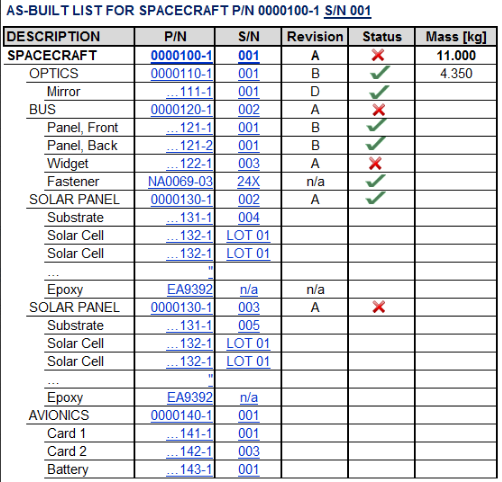 AS-BUILT LIST FOR SPACECRAFT P/N 0000100-1 S/N 001
DESCRIPTION P/N S/N Revision Status Mass [kg]
SPACECRAFT 0000100-1 001 A 11.000
OPTICS 0000110-1 001 B 4.350
Mirror ...111-1 001 D
BUS 0000120-1 002 A
Panel, Front ...121-1 001 B
Panel, Back ...121-2 001 B
Widget ...122-1 003 A
Fastener NA0069-03 24X n/a
SOLAR PANEL 0000130-1 002 A
Substrate ...131-1 004
Solar Cell ...132-1 LOT 01
Solar Cell ...132-1 LOT 01
... "
Epoxy EA9392 n/a n/a
SOLAR PANEL 0000130-1 003 A
Substrate ...131-1 005
Solar Cell ...132-1 LOT 01
Solar Cell ...132-1 LOT 01
... "
Epoxy EA9392 n/a
AVIONICS 0000140-1 001
Card 1 ...141-1 001
Card 2 ...142-1 003
Battery ...143-1 001